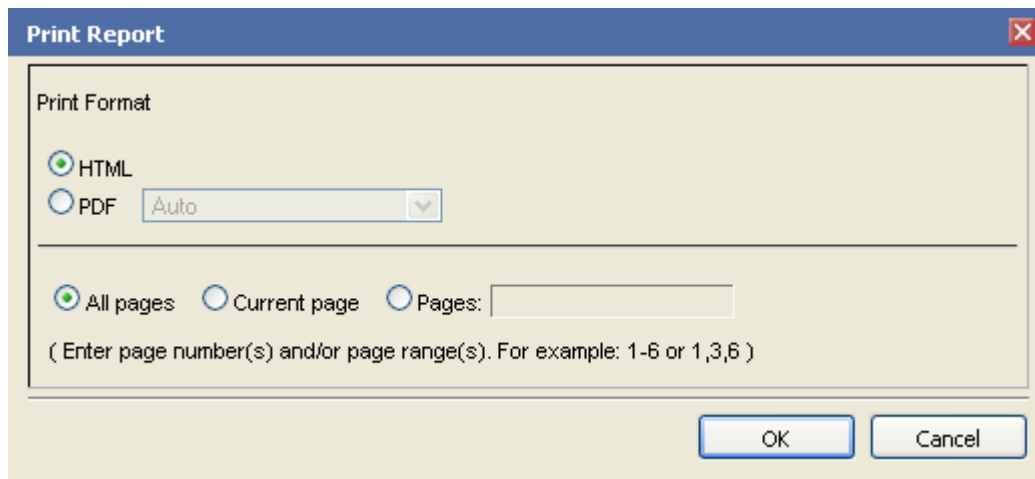 Print Report
Print Format
HTML
PDF Auto
All pages Current page Pages:
( Enter page number(s) and/or page range(s). For example: 1-6 or 1,3,6 )
OK Cancel